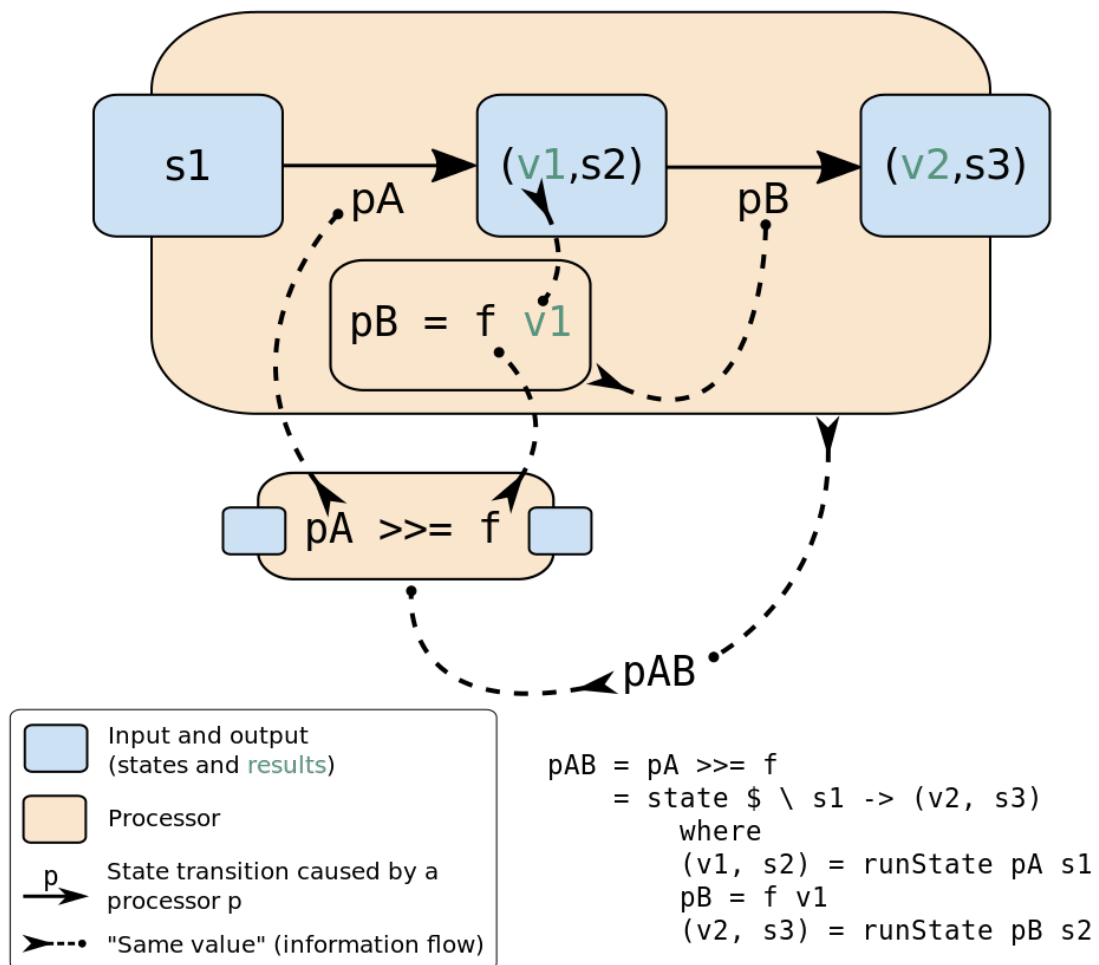 s1
(v1,s2)
(v2,s3)
pA
pB
pB = f v1
pA >>= f
pAB
Input and output
(states and results)
Processor
p
State transition caused by a
processor p
"Same value" (information flow)
pAB = pA >>= f
    = state $ \ s1 -> (v2, s3)
        where
        (v1, s2) = runState pA s1
        pB = f v1
        (v2, s3) = runState pB s2